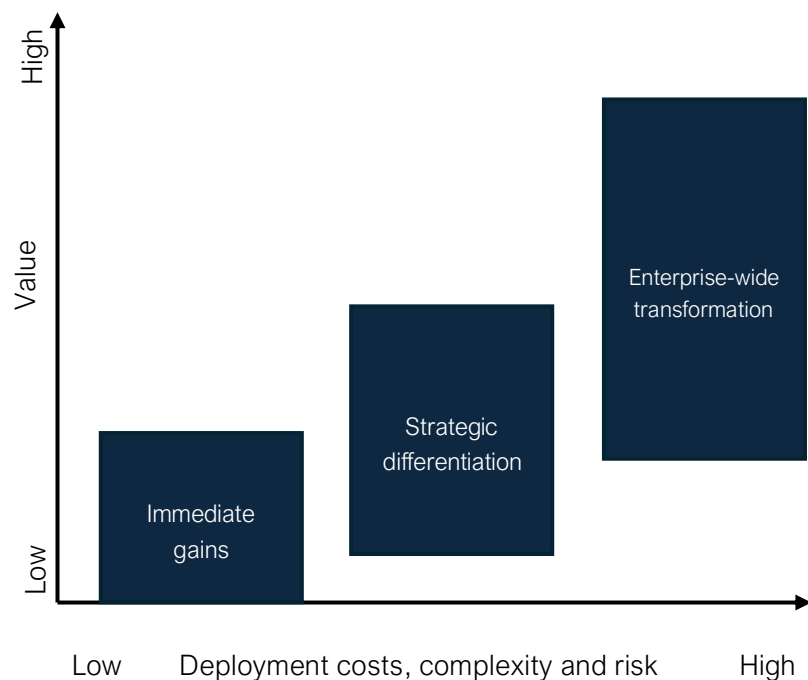 High
Value
Low
Enterprise-wide
transformation
Strategic
differentiation
Immediate
gains
Low Deployment costs, complexity and risk High